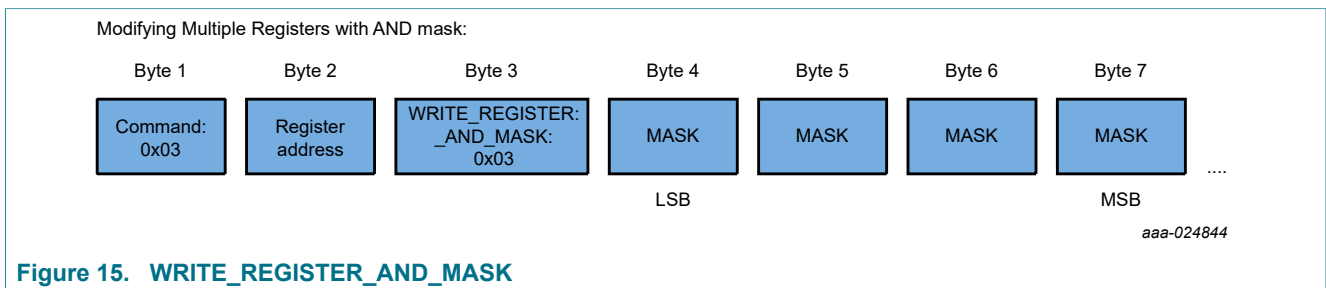 Modifying Multiple Registers with AND mask:
Byte 1 Byte 2 Byte 3 Byte 4 Byte 5 Byte 6 Byte 7
Command:
0x03
Register
address
WRITE_REGISTER:
_AND_MASK:
0x03
MASK
MASK
MASK
MASK
....
LSB MSB
aaa-024844
Figure 15. WRITE_REGISTER_AND_MASK